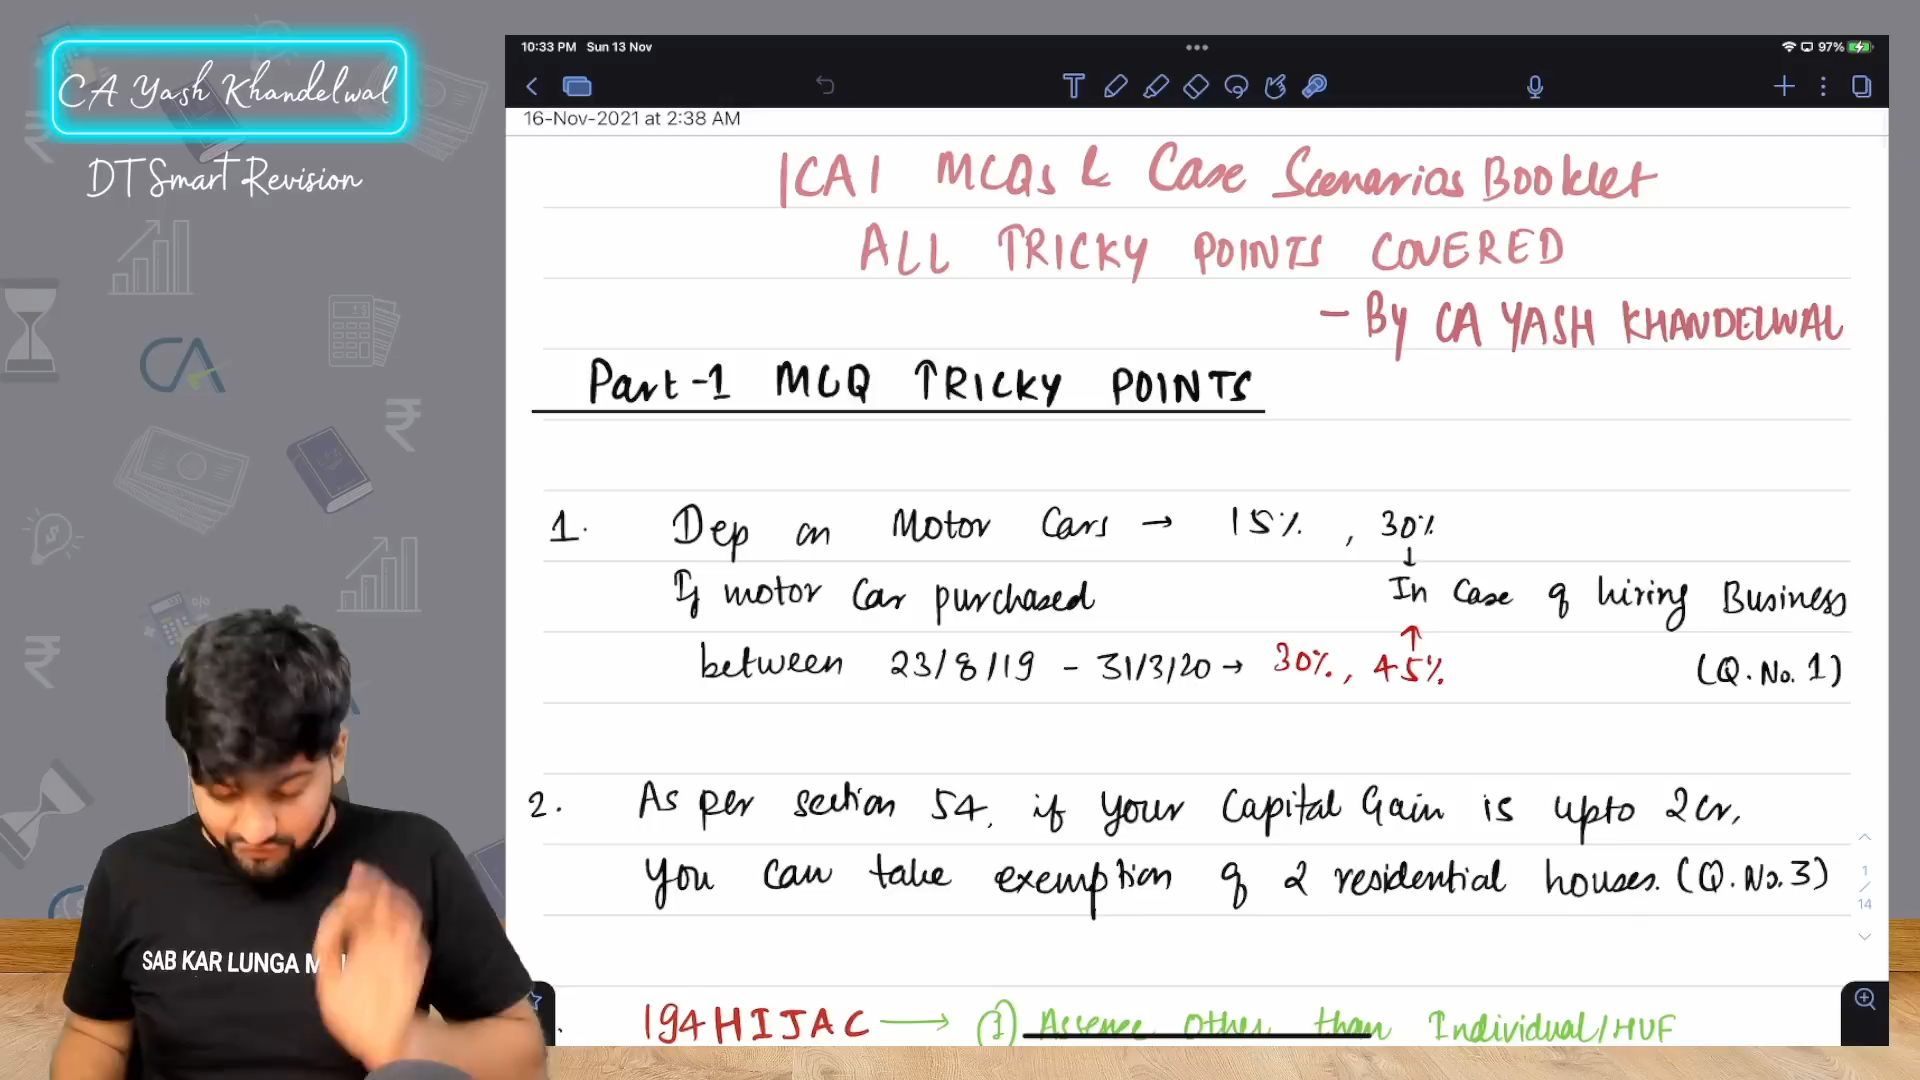 CA Yash Khandelwal
DT Smart Revision
10:33 PM Sun 13 Nov
97%
16-Nov-2021 at 2:38 AM
ICAI MCQs & Case Scenarios Booklet
ALL TRICKY POINTS COVERED
- By CA YASH KHANDELWAL
Part-1 MCQ TRICKY POINTS
1. Dep on Motor Cars → 15%, 30%
↓
If motor car purchased In case of hiring Business
↑
between 23/8/19 - 31/3/20 → 30%, 45% (Q. No. 1)
2. As per section 54, if your Capital Gain is upto 2cr,
you can take exemption of 2 residential houses. (Q. No. 3)
194HIJAC → (1) Assesse Other than Individual/HUF
SAB KAR LUNGA M
CA
1
/
14